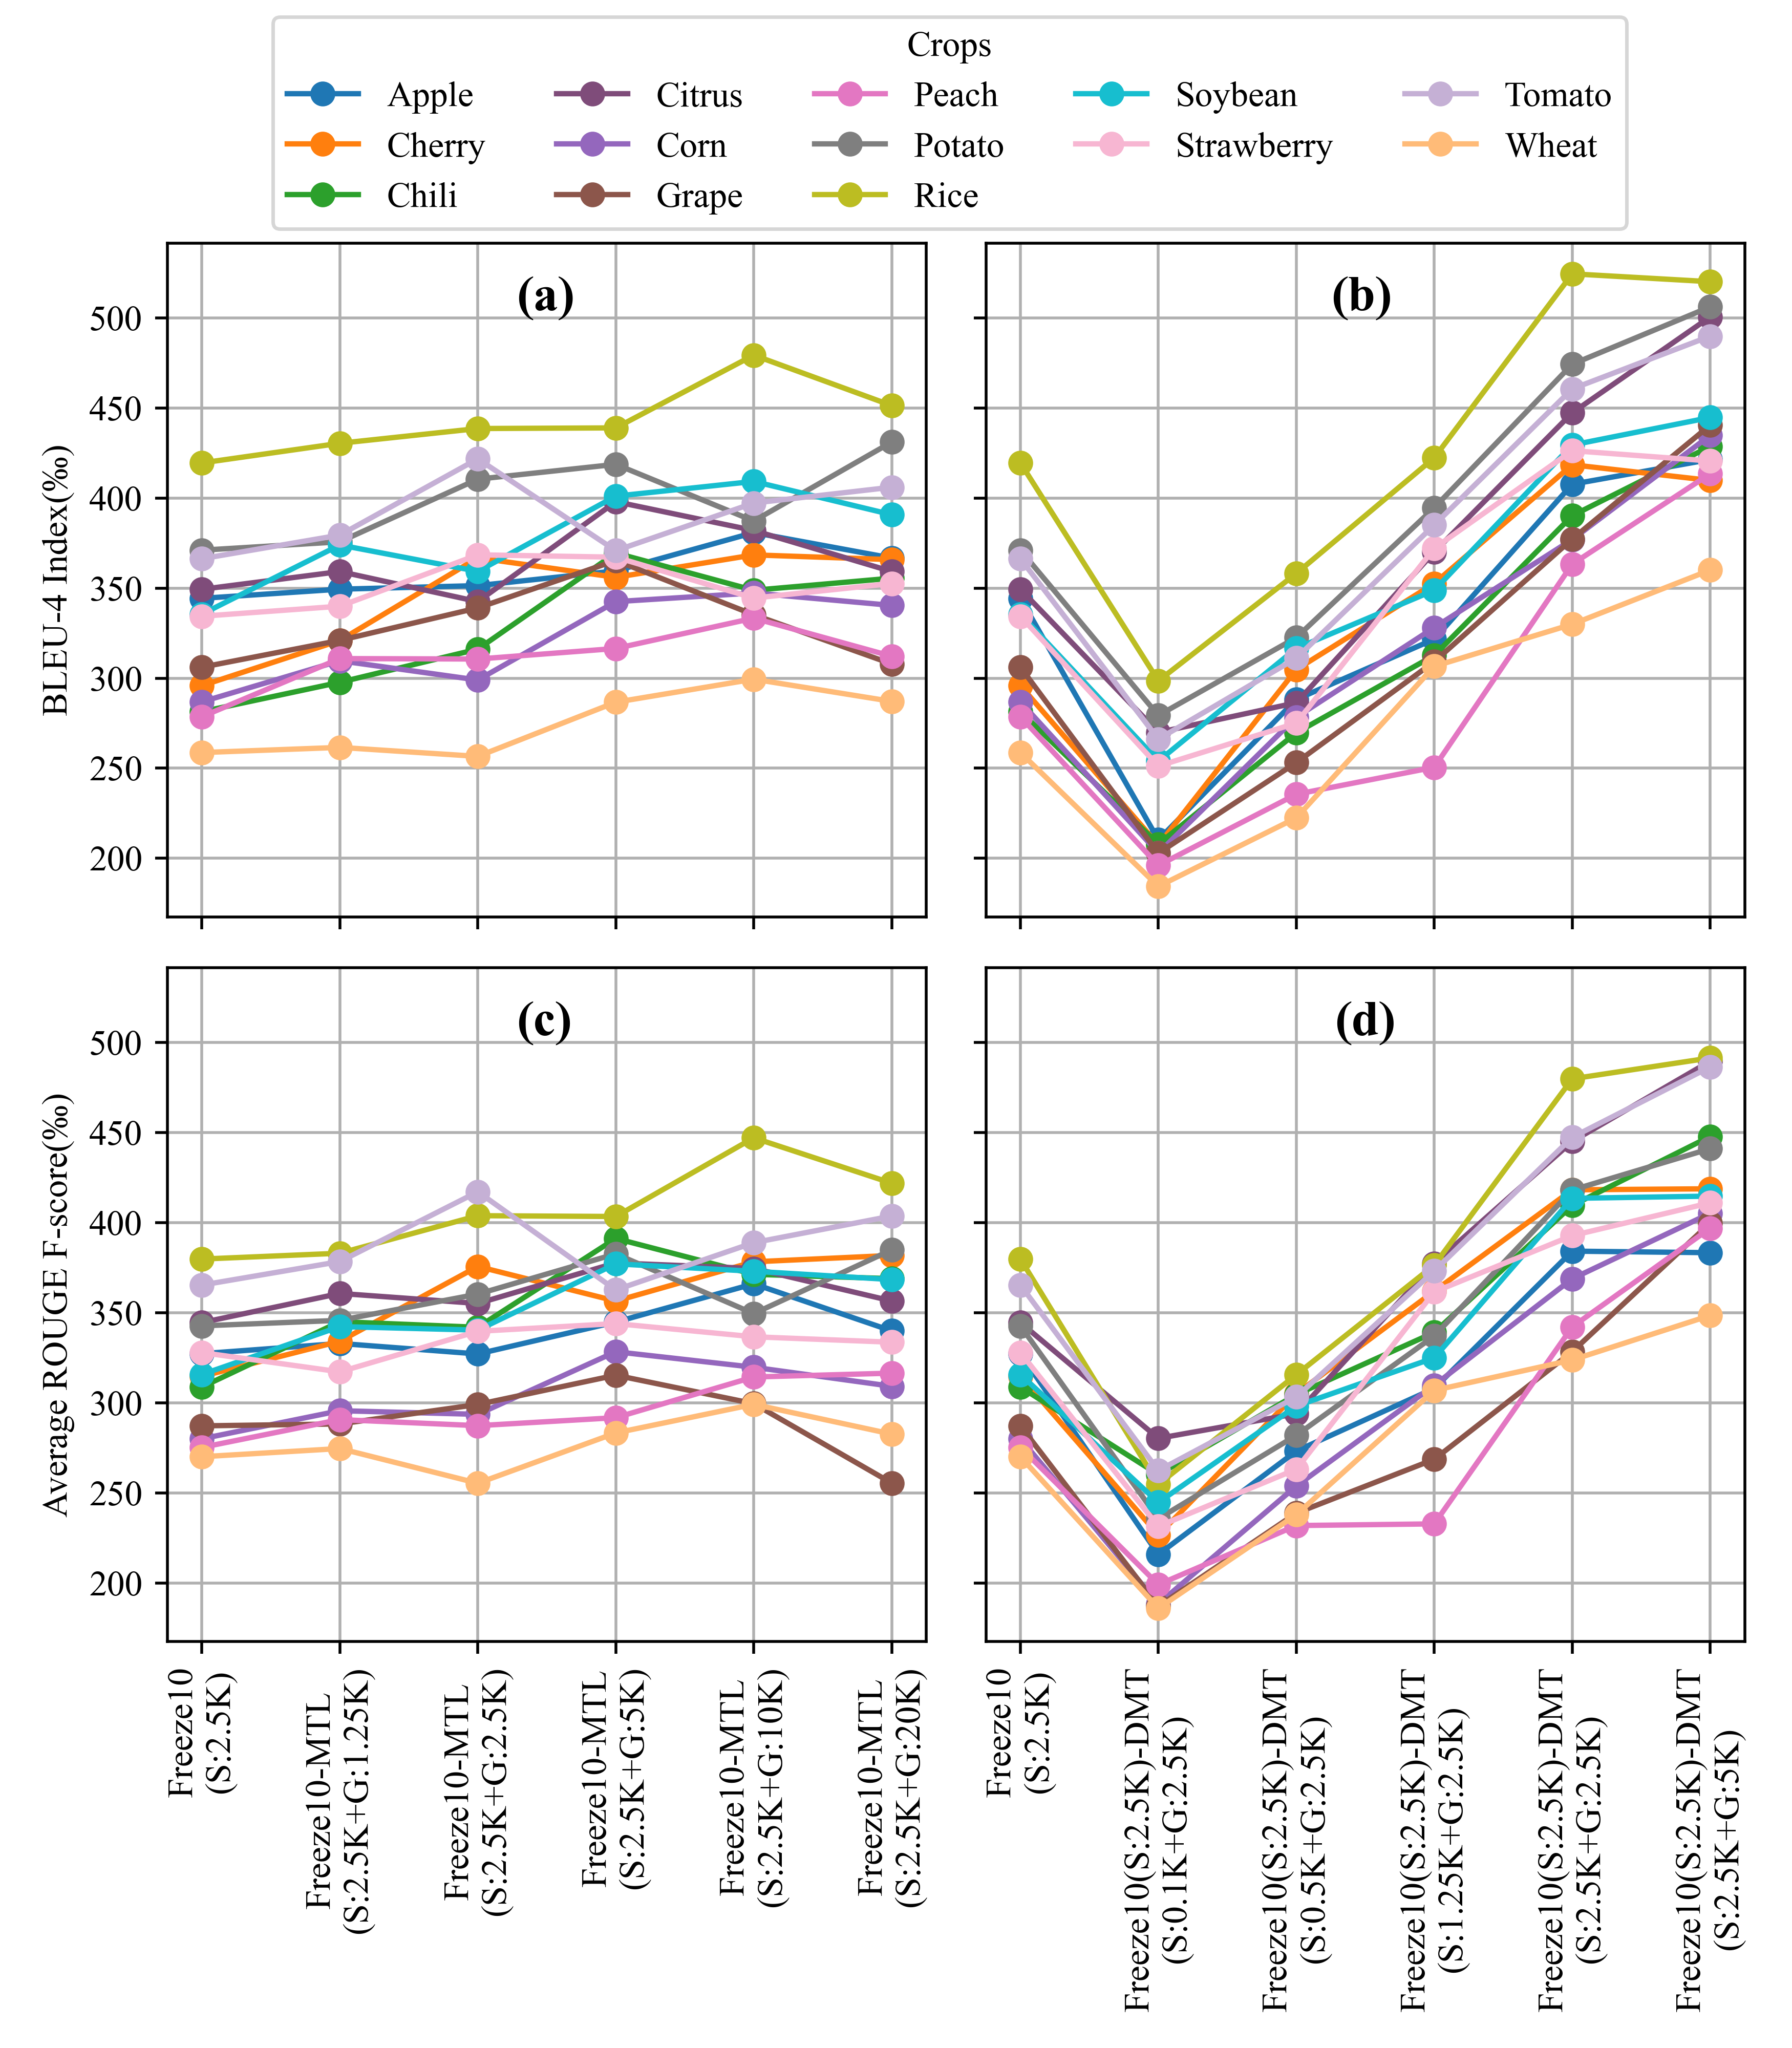 Crops
Apple Citrus Peach Soybean Tomato
Cherry Corn Potato Strawberry Wheat
Chili Grape Rice
(a)
(b)
BLEU-4 Index(‰)
500
450
400
350
300
250
200
(c)
(d)
Average ROUGE F-score(‰)
500
450
400
350
300
250
200
Freeze10
(S:2.5K)
Freeze10-MTL
(S:2.5K+G:1.25K)
Freeze10-MTL
(S:2.5K+G:2.5K)
Freeze10-MTL
(S:2.5K+G:5K)
Freeze10-MTL
(S:2.5K+G:10K)
Freeze10-MTL
(S:2.5K+G:20K)
Freeze10
(S:2.5K)
Freeze10(S:2.5K)-DMT
(S:0.1K+G:2.5K)
Freeze10(S:2.5K)-DMT
(S:0.5K+G:2.5K)
Freeze10(S:2.5K)-DMT
(S:1.25K+G:2.5K)
Freeze10(S:2.5K)-DMT
(S:2.5K+G:2.5K)
Freeze10(S:2.5K)-DMT
(S:2.5K+G:5K)